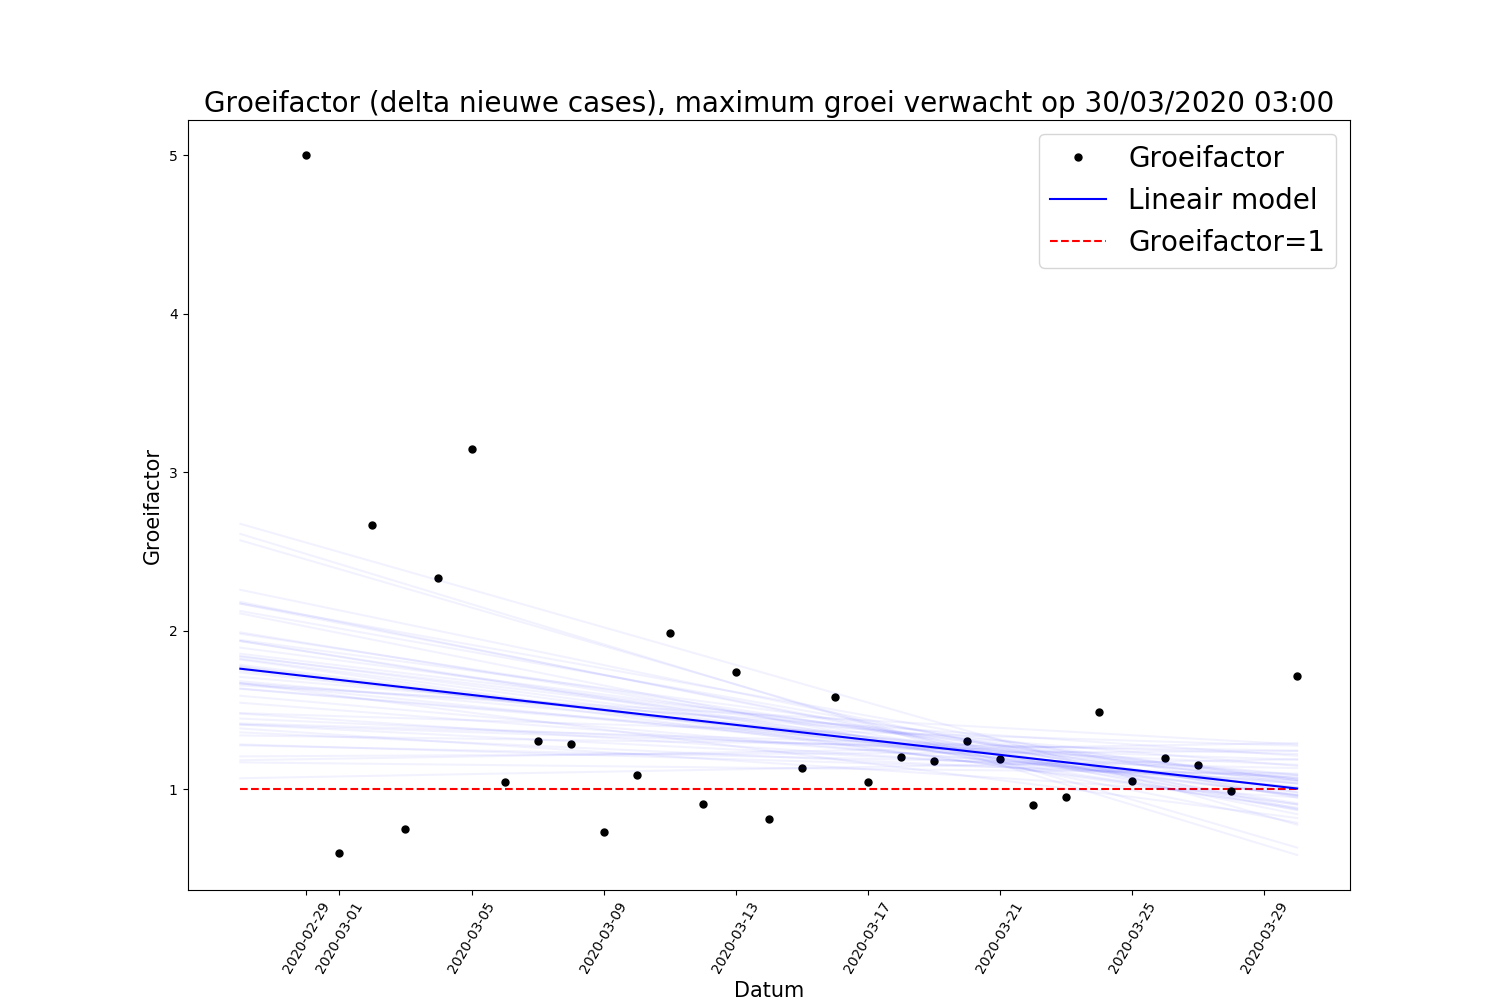 Groeifactor (delta nieuwe cases), maximum groei verwacht op 30/03/2020 03:00
Groeifactor
Lineair model
Groeifactor=1
Groeifactor
5
4
3
2
1
2020-02-29
2020-03-01
2020-03-05
2020-03-09
2020-03-13
2020-03-17
2020-03-21
2020-03-25
2020-03-29
Datum